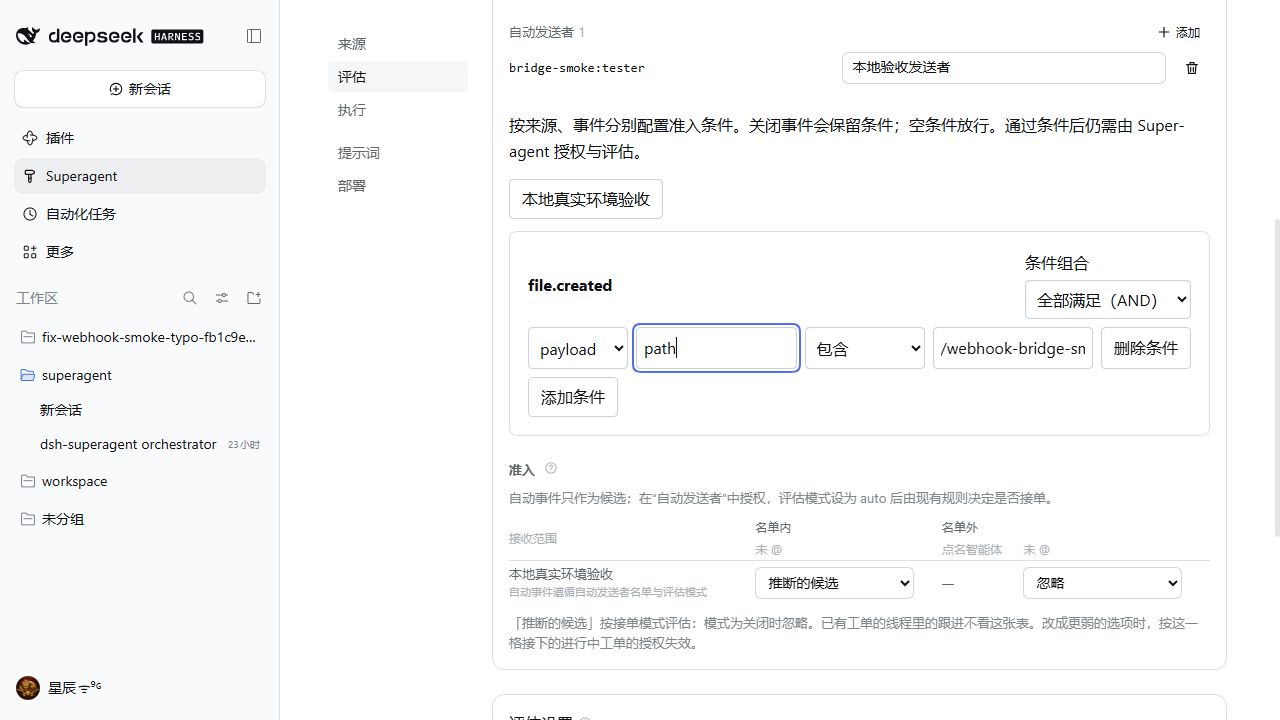 deepseek HARNESS
新会话
插件
Superagent
自动化任务
更多
工作区
fix-webhook-smoke-typo-fb1c9e...
superagent
新会话
dsh-superagent orchestrator 23小时
workspace
未分组
星辰
来源
评估
执行
提示词
部署
自动发送者 1
添加
bridge-smoke:tester
本地验收发送者
按来源、事件分别配置准入条件。关闭事件会保留条件；空条件放行。通过条件后仍需由 Super-
agent 授权与评估。
本地真实环境验收
条件组合
file.created
全部满足（AND）
payload
path
包含
/webhook-bridge-sm
删除条件
添加条件
准入
自动事件只作为候选；在“自动发送者”中授权，评估模式设为 auto 后由现有规则决定是否接单。
接收范围
名单内
未 @
名单外
点名智能体
未 @
本地真实环境验收
自动事件遵循自动发送者名单与评估模式
推断的候选
—
忽略
「推断的候选」按接单模式评估：模式为关闭时忽略。已有工单的线程里的跟进不看这张表。改成更弱的选项时，按这一
格接下的进行中工单的授权失效。
评估设置